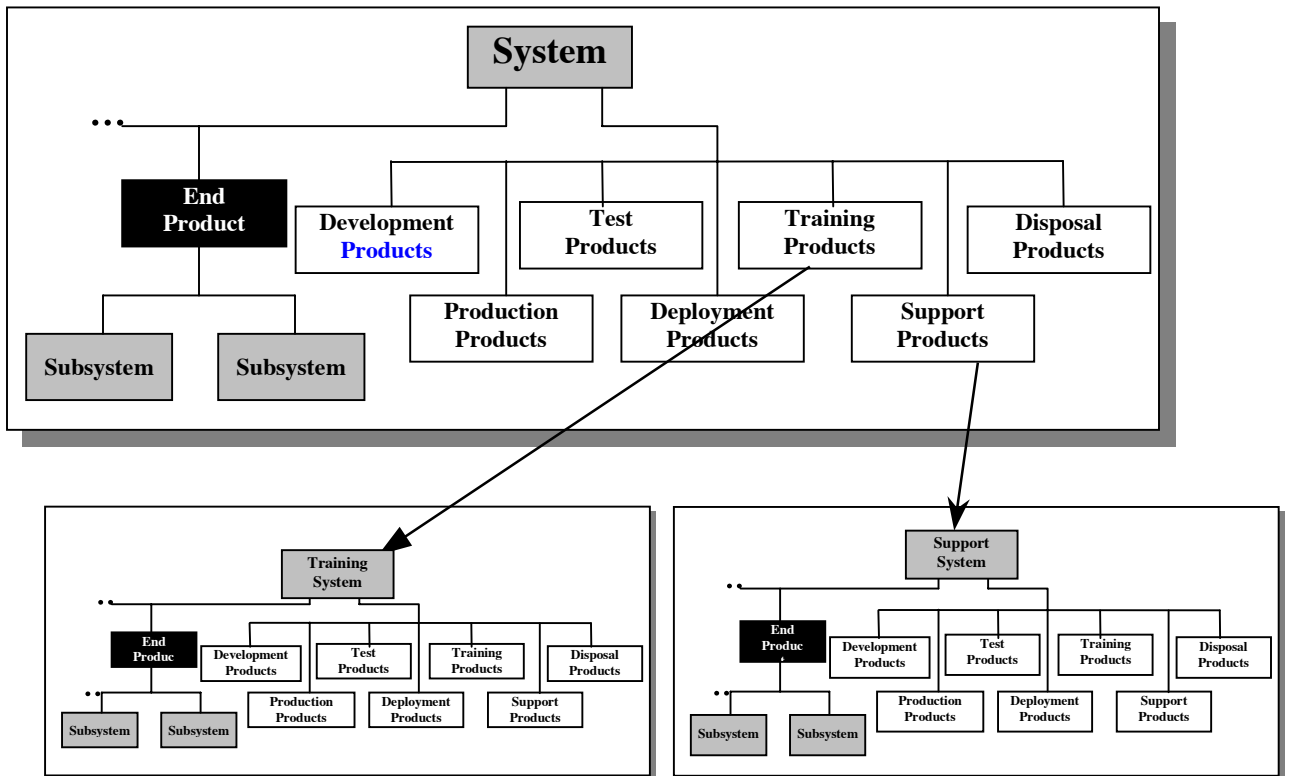 System
...
End
Product
Development
Products
Test
Products
Training
Products
Disposal
Products
Production
Products
Deployment
Products
Support
Products
Subsystem
Subsystem
Training
System
..
End
Produc
Development
Products
Test
Products
Training
Products
Disposal
Products
..
Production
Products
Deployment
Products
Support
Products
Subsystem
Subsystem
Support
System
..
End
Produc
Development
Products
Test
Products
Training
Products
Disposal
Products
..
Production
Products
Deployment
Products
Support
Products
Subsystem
Subsystem